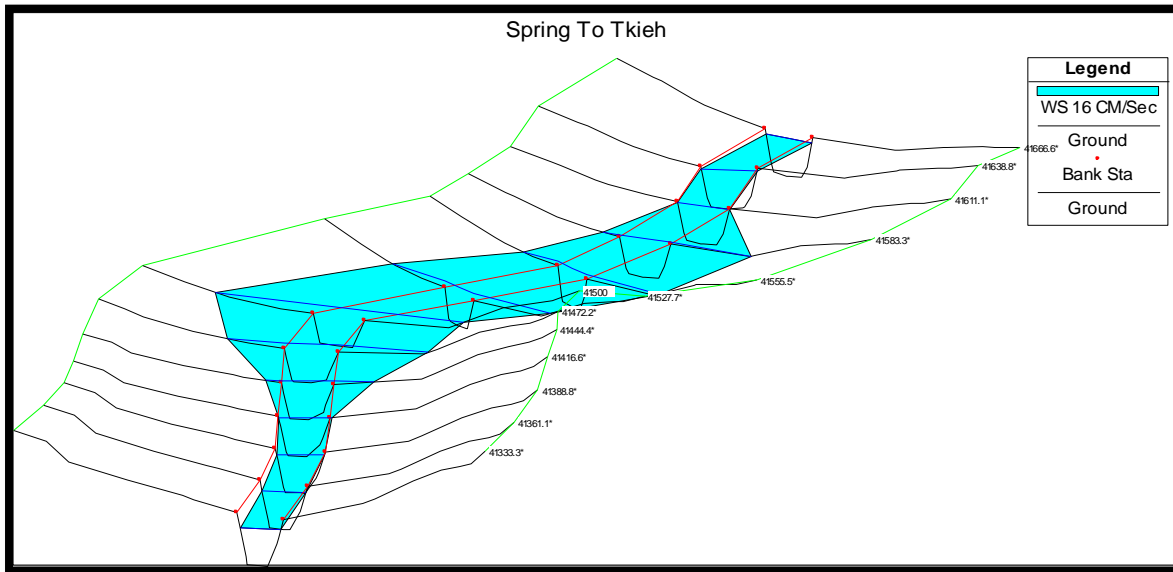 Spring To Tkieh
Legend
WS 16 CM/Sec
Ground
Bank Sta
Ground
41666.6*
41638.8*
41611.1*
41583.3*
41555.5*
41527.7*
41500
41472.2*
41444.4*
41416.6*
41388.8*
41361.1*
41333.3*